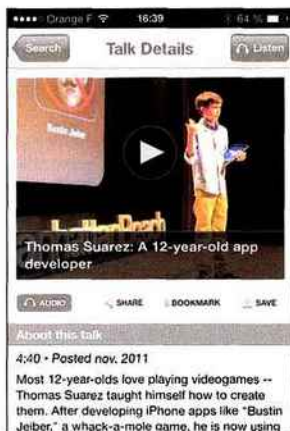 Orange F 16:39 64 %
Search Talk Details Listen
Bustin Jeiber
Thomas Suarez: A 12-year-old app
developer
AUDIO SHARE BOOKMARK SAVE
About this talk
4:40 • Posted nov. 2011
Most 12-year-olds love playing videogames --
Thomas Suarez taught himself how to create
them. After developing iPhone apps like "Bustin
Jeiber," a whack-a-mole game, he is now using